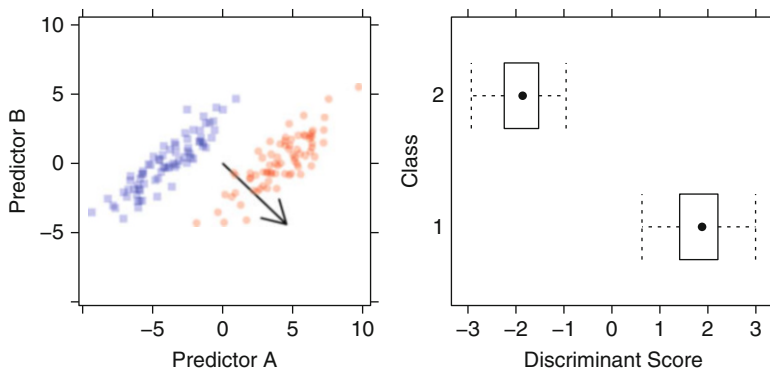 10
5
0
−5
Predictor B
−5 0 5 10
Predictor A
2
1
Class
−3 −2 −1 0 1 2 3
Discriminant Score